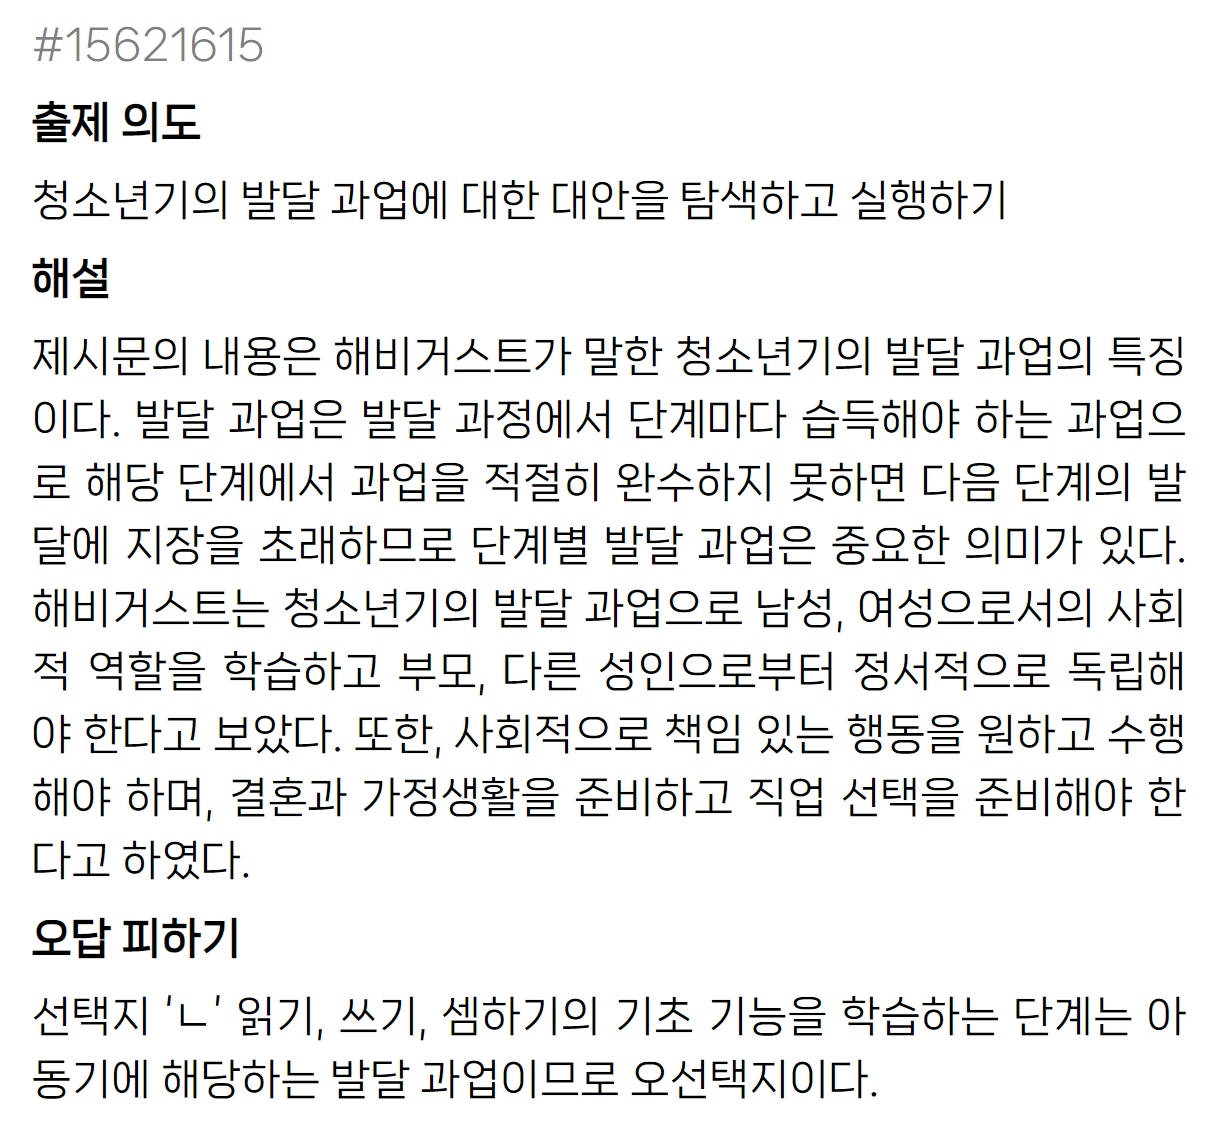 #15621615
출제 의도
청소년기의 발달 과업에 대한 대안을 탐색하고 실행하기
해설
제시문의 내용은 해비거스트가 말한 청소년기의 발달 과업의 특징
이다. 발달 과업은 발달 과정에서 단계마다 습득해야 하는 과업으
로 해당 단계에서 과업을 적절히 완수하지 못하면 다음 단계의 발
달에 지장을 초래하므로 단계별 발달 과업은 중요한 의미가 있다.
해비거스트는 청소년기의 발달 과업으로 남성, 여성으로서의 사회
적 역할을 학습하고 부모, 다른 성인으로부터 정서적으로 독립해
야 한다고 보았다. 또한, 사회적으로 책임 있는 행동을 원하고 수행
해야 하며, 결혼과 가정생활을 준비하고 직업 선택을 준비해야 한
다고 하였다.
오답 피하기
선택지 ‘ㄴ’ 읽기, 쓰기, 셈하기의 기초 기능을 학습하는 단계는 아
동기에 해당하는 발달 과업이므로 오선택지이다.